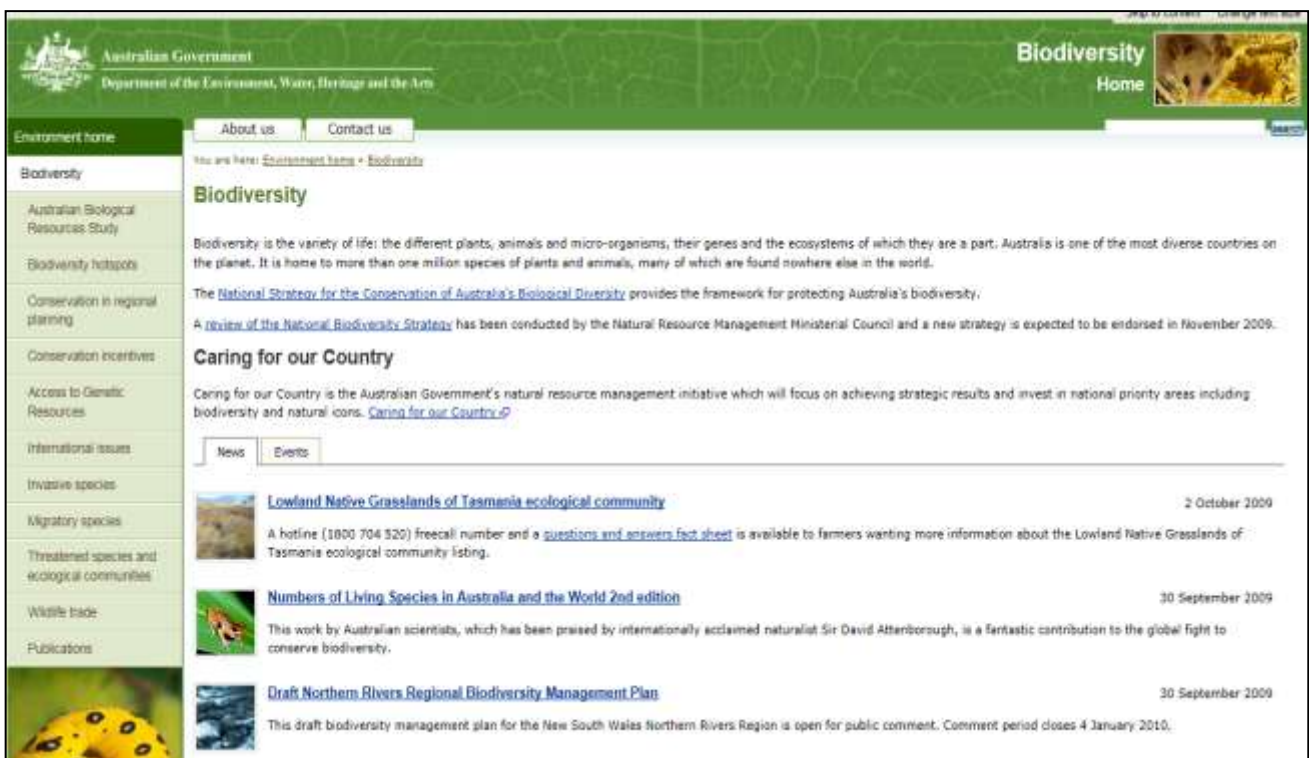 Skip to content Change text size
Australian Government
Department of the Environment, Water, Heritage and the Arts
Biodiversity
Home
Environment home
About us
Contact us
Search
You are here: Environment home » Biodiversity
Biodiversity
Australian Biological
Resources Study
Biodiversity hotspots
Conservation in regional
planning
Conservation incentives
Access to Genetic
Resources
International issues
Invasive species
Migratory species
Threatened species and
ecological communities
Wildlife trade
Publications
Biodiversity
Biodiversity is the variety of life: the different plants, animals and micro-organisms, their genes and the ecosystems of which they are a part. Australia is one of the most diverse countries on
the planet. It is home to more than one million species of plants and animals, many of which are found nowhere else in the world.
The National Strategy for the Conservation of Australia's Biological Diversity provides the framework for protecting Australia's biodiversity.
A review of the National Biodiversity Strategy has been conducted by the Natural Resource Management Ministerial Council and a new strategy is expected to be endorsed in November 2009.
Caring for our Country
Caring for our Country is the Australian Government's natural resource management initiative which will focus on achieving strategic results and invest in national priority areas including
biodiversity and natural icons. Caring for our Country
News
Events
Lowland Native Grasslands of Tasmania ecological community
2 October 2009
A hotline (1800 704 520) freecall number and a questions and answers fact sheet is available to farmers wanting more information about the Lowland Native Grasslands of
Tasmania ecological community listing.
Numbers of Living Species in Australia and the World 2nd edition
30 September 2009
This work by Australian scientists, which has been praised by internationally acclaimed naturalist Sir David Attenborough, is a fantastic contribution to the global fight to
conserve biodiversity.
Draft Northern Rivers Regional Biodiversity Management Plan
30 September 2009
This draft biodiversity management plan for the New South Wales Northern Rivers Region is open for public comment. Comment period closes 4 January 2010.